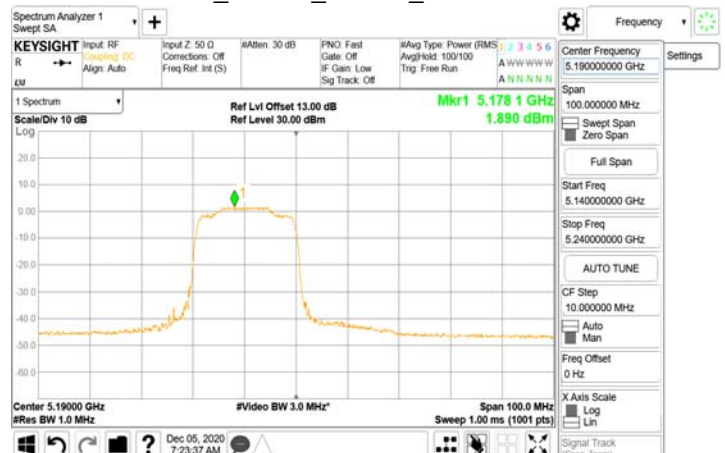 Spectrum Analyzer 1
Swept SA
Frequency
KEYSIGHT
R
LXI
Input: RF
Coupling: DC
Align: Auto
Input Z: 50 Ω
Corrections: Off
Freq Ref: Int (S)
#Atten: 30 dB
PNO: Fast
Gate: Off
IF Gain: Low
Sig Track: Off
#Avg Type: Power (RMS
Avg|Hold: 100/100
Trig: Free Run
1 2 3 4 5 6
A W W W W W
A N N N N N
1 Spectrum
Scale/Div 10 dB
Log
Ref Lvl Offset 13.00 dB
Ref Level 30.00 dBm
Mkr1 5.178 1 GHz
1.890 dBm
20.0
10.0
0.00
-10.0
-20.0
-30.0
-40.0
-50.0
-60.0
1
Center 5.19000 GHz
#Res BW 1.0 MHz
#Video BW 3.0 MHz*
Span 100.0 MHz
Sweep 1.00 ms (1001 pts)
?
Dec 05, 2020
7:23:37 AM
Center Frequency
5.190000000 GHz
Settings
Span
100.000000 MHz
Swept Span
Zero Span
Full Span
Start Freq
5.140000000 GHz
Stop Freq
5.240000000 GHz
AUTO TUNE
CF Step
10.000000 MHz
Auto
Man
Freq Offset
0 Hz
X Axis Scale
Log
Lin
Signal Track